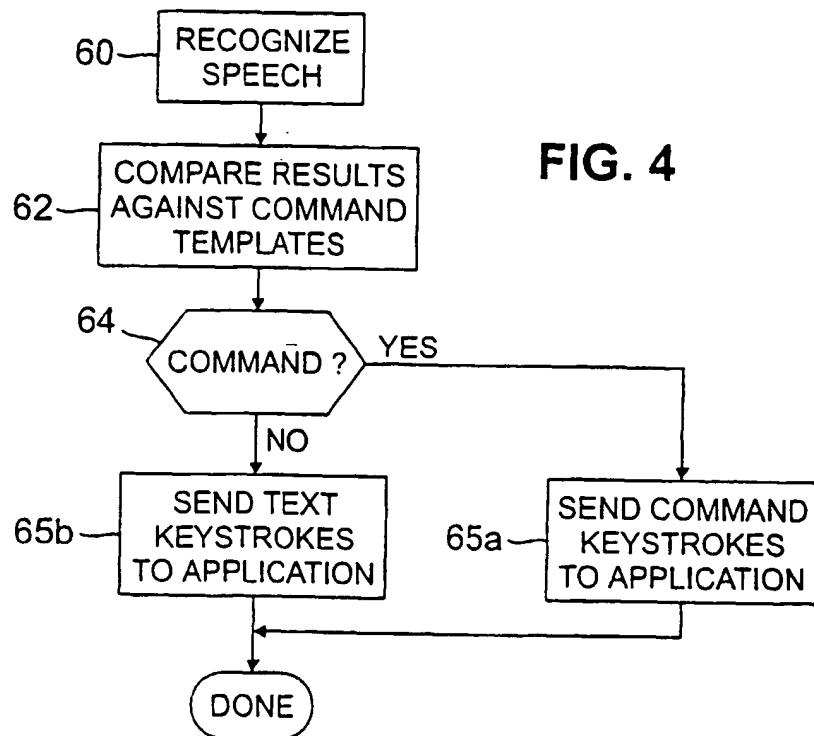 60
RECOGNIZE
SPEECH
FIG. 4
62
COMPARE RESULTS
AGAINST COMMAND
TEMPLATES
64
COMMAND ?
YES
NO
65b
SEND TEXT
KEYSTROKES
TO APPLICATION
65a
SEND COMMAND
KEYSTROKES
TO APPLICATION
DONE